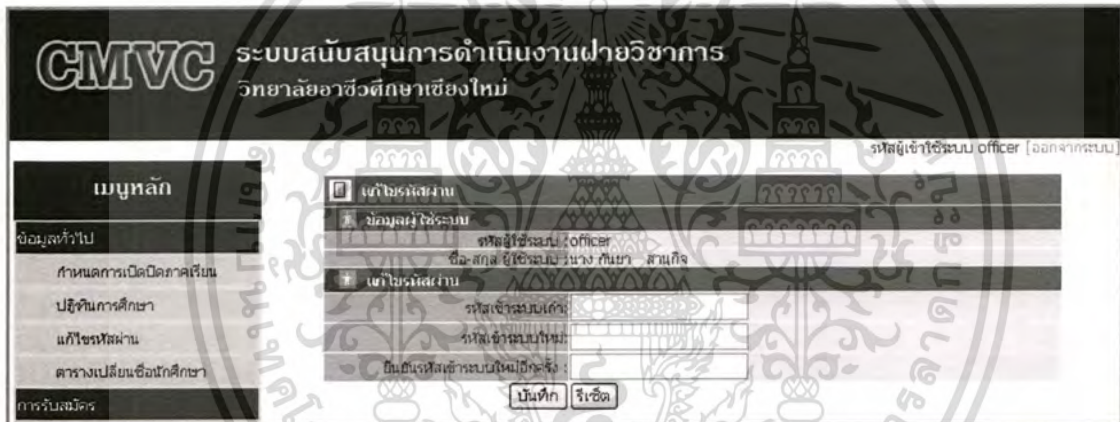 CMVC
ระบบสนับสนุนการดำเนินงานฝ่ายวิชาการ
วิทยาลัยอาชีวศึกษาเชียงใหม่
รหัสผู้เข้าใช้ระบบ officer [ออกจากระบบ]
เมนูหลัก
ข้อมูลทั่วไป
กำหนดการเปิดปิดภาคเรียน
ปฏิทินการศึกษา
แก้ไขรหัสผ่าน
ตารางเปลี่ยนชื่อนักศึกษา
การรับสมัคร
แก้ไขรหัสผ่าน
ข้อมูลผู้ใช้ระบบ
รหัสผู้ใช้ระบบ :officer
ชื่อ-สกุล ผู้ใช้ระบบ :นาง กันยา สานุกิจ
แก้ไขรหัสผ่าน
รหัสเข้าระบบเก่า:
รหัสเข้าระบบใหม่:
ยืนยันรหัสเข้าระบบใหม่อีกครั้ง :
บันทึก รีเซ็ต